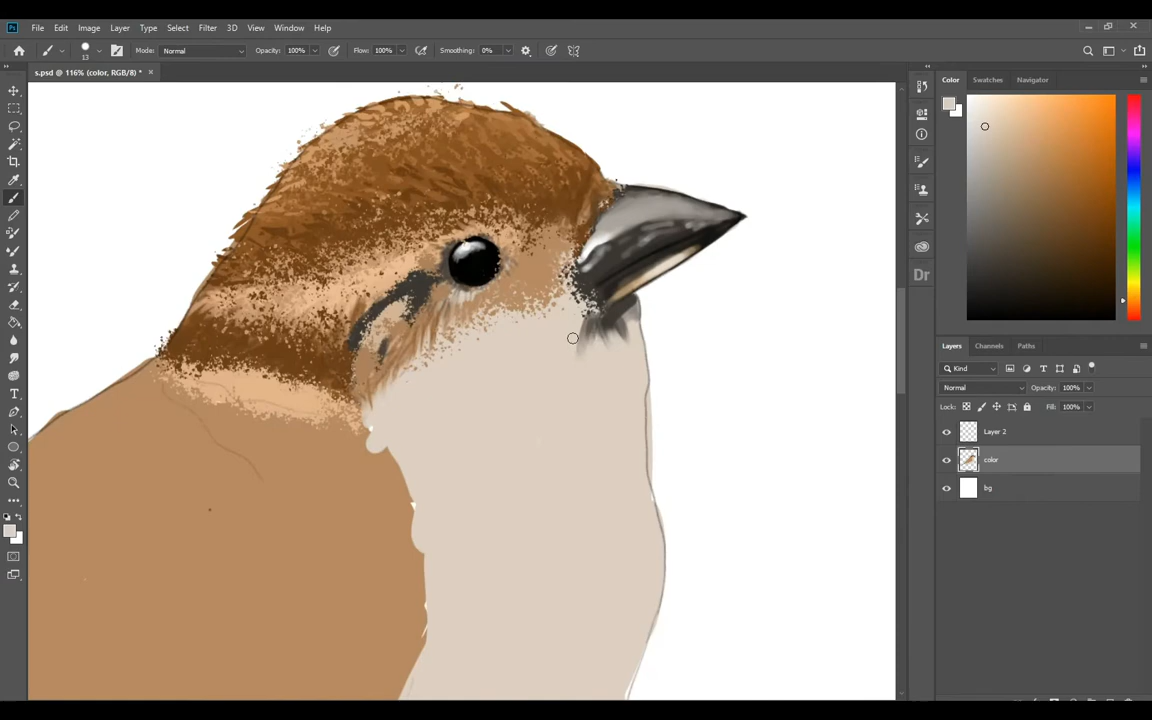 Ps File Edit Image Layer Type Select Filter 3D View Window Help
13 Mode: Normal Opacity: 100% Flow: 100% Smoothing: 0%
s.psd @ 116% (color, RGB/8) *
Color Swatches Navigator
Dr
Layers Channels Paths
Kind
Normal Opacity: 100%
Lock: Fill: 100%
Layer 2
color
bg